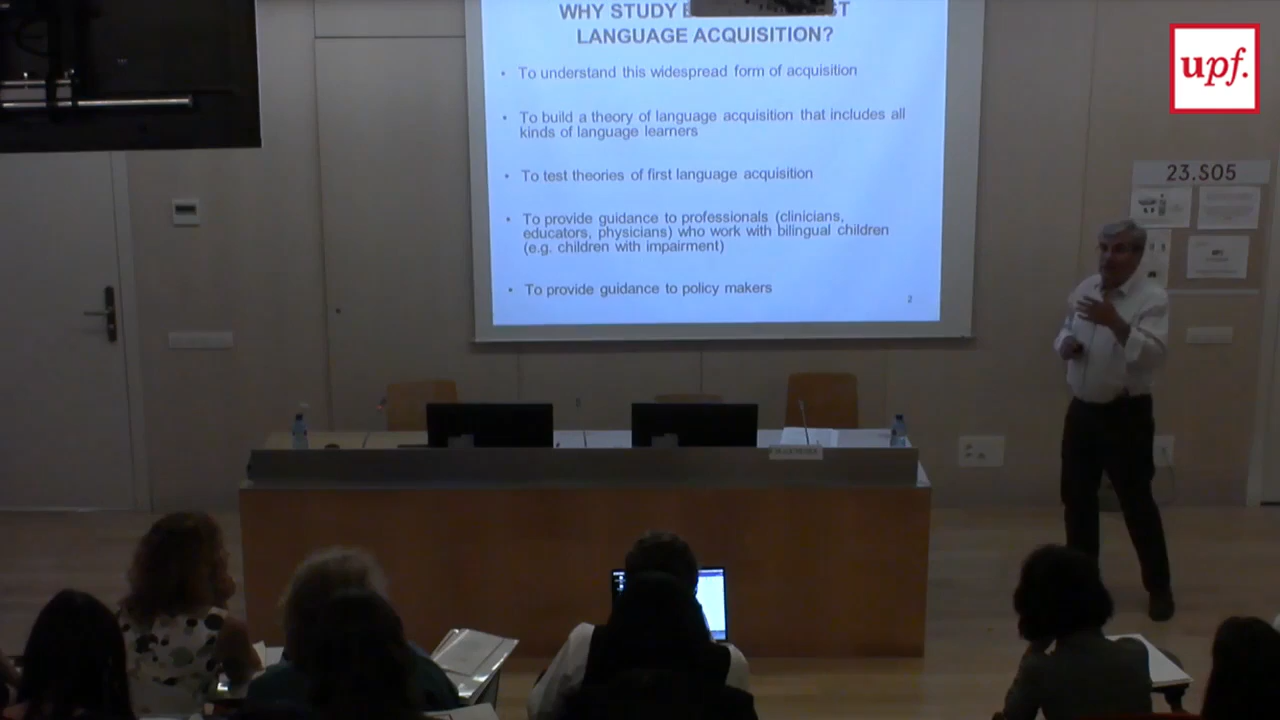 WHY STUDY
LANGUAGE ACQUISITION?
• To understand this widespread form of acquisition
• To build a theory of language acquisition that includes all
kinds of language learners
• To test theories of first language acquisition
• To provide guidance to professionals (clinicians,
educators, physicians) who work with bilingual children
(e.g. children with impairment)
• To provide guidance to policy makers
2
upf.
23.S05